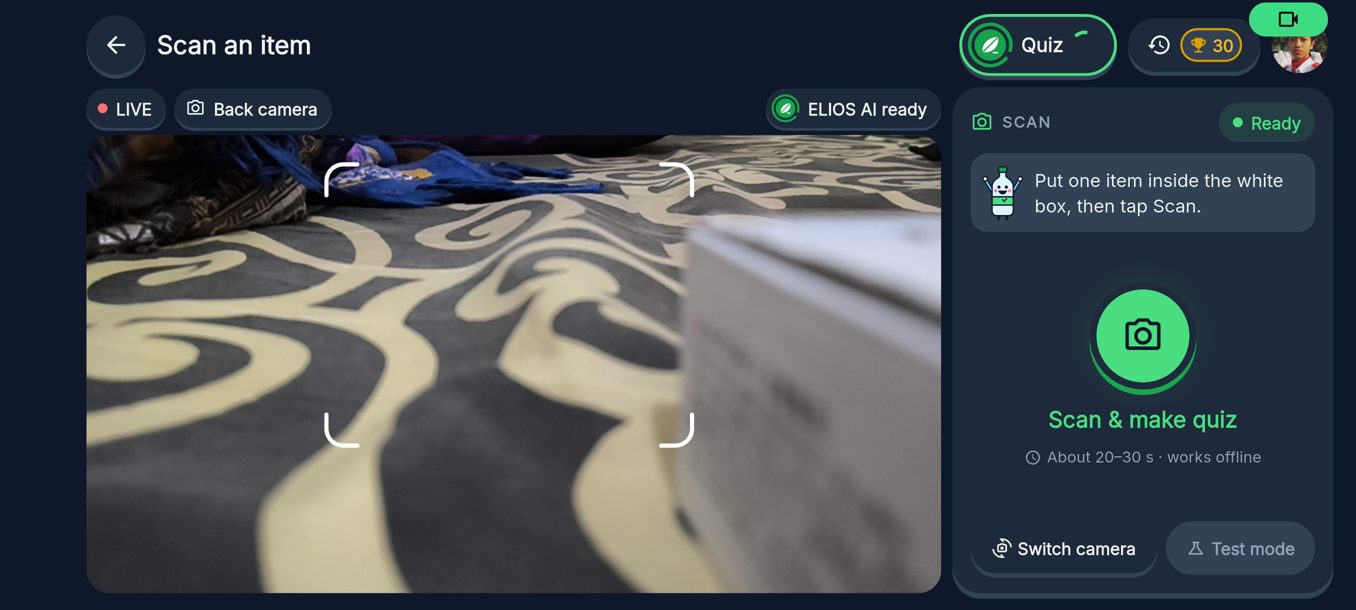 Scan an item
Quiz
30
LIVE
Back camera
ELIOS AI ready
SCAN
Ready
Put one item inside the white
box, then tap Scan.
Scan & make quiz
About 20–30 s · works offline
Switch camera
Test mode